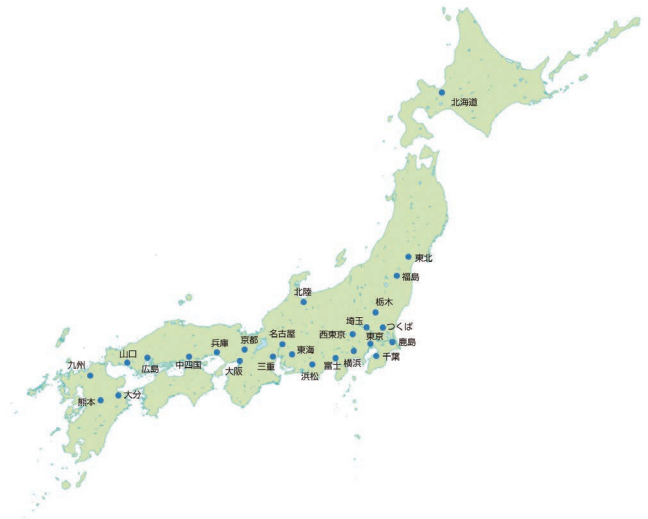 北海道
東北
福島
北陸
栃木
埼玉
つくば
西東京
東京
鹿島
名古屋
京都
兵庫
東海
横浜
千葉
山口
広島
中四国
大阪
三重
浜松
富士
九州
熊本
大分